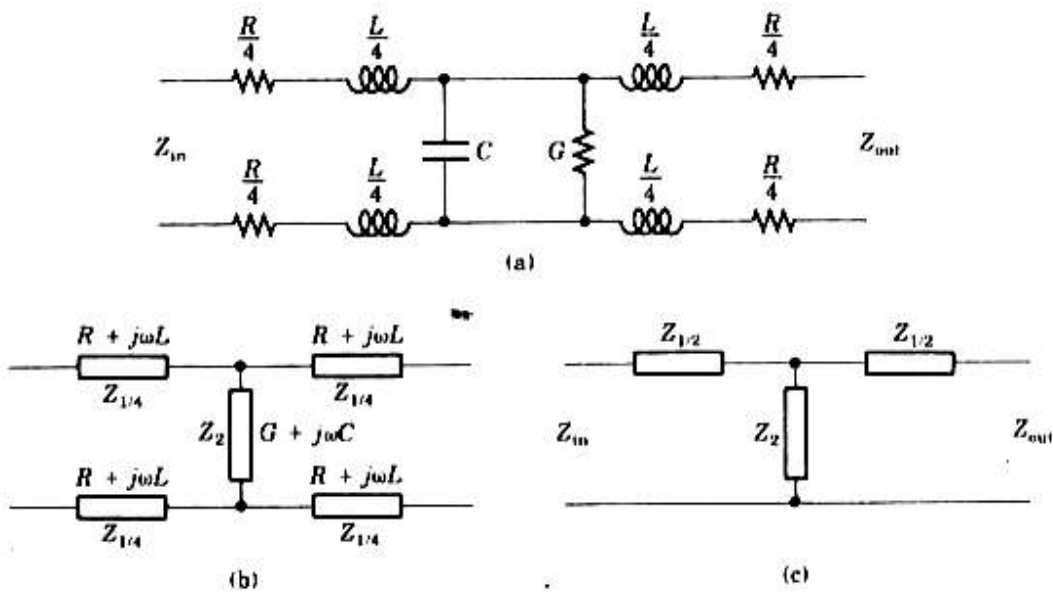 R/4 L/4 L/4 R/4
Z_in C G Z_out
R/4 L/4 L/4 R/4
(a)
R + jωL R + jωL
Z_1/4 Z_1/4
Z_2 G + jωC
R + jωL R + jωL
Z_1/4 Z_1/4
(b)
Z_1/2 Z_1/2
Z_in Z_2 Z_out
(c)